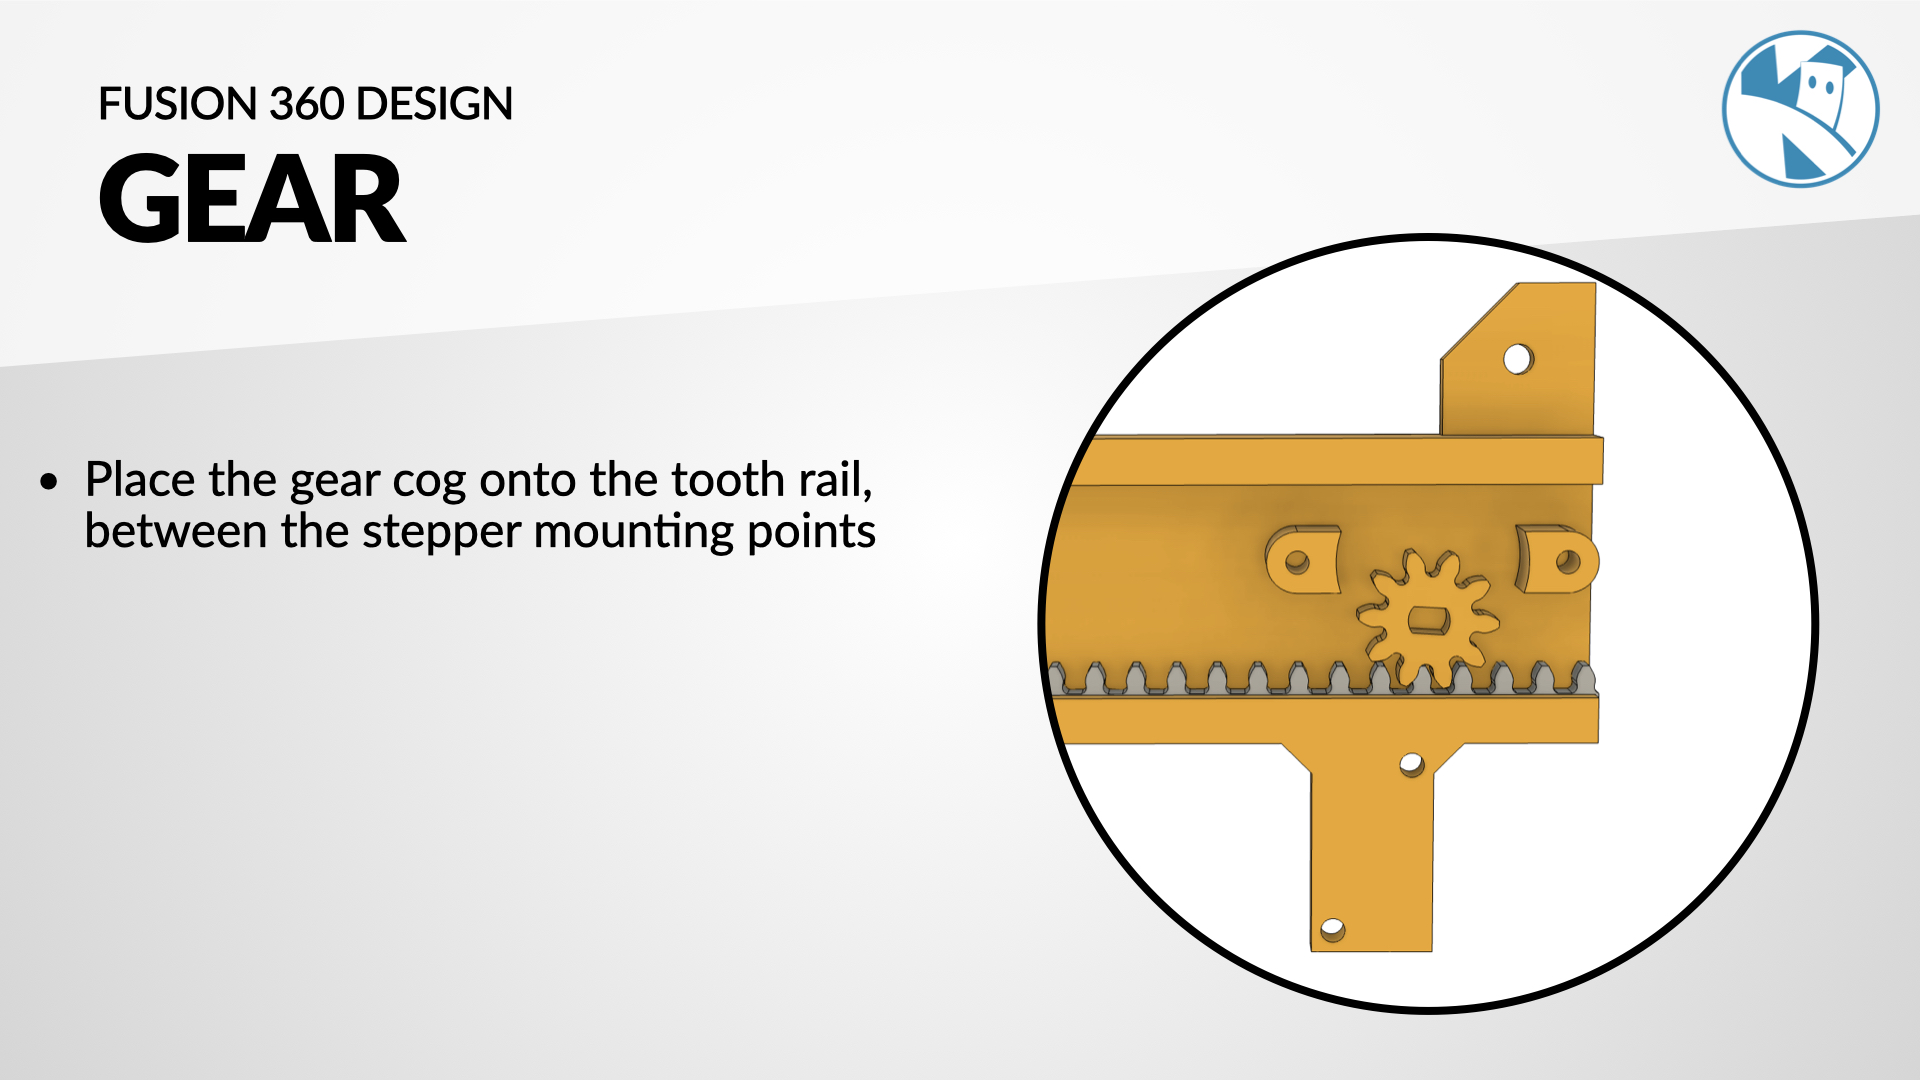 FUSION 360 DESIGN
GEAR
• Place the gear cog onto the tooth rail,
between the stepper mounting points